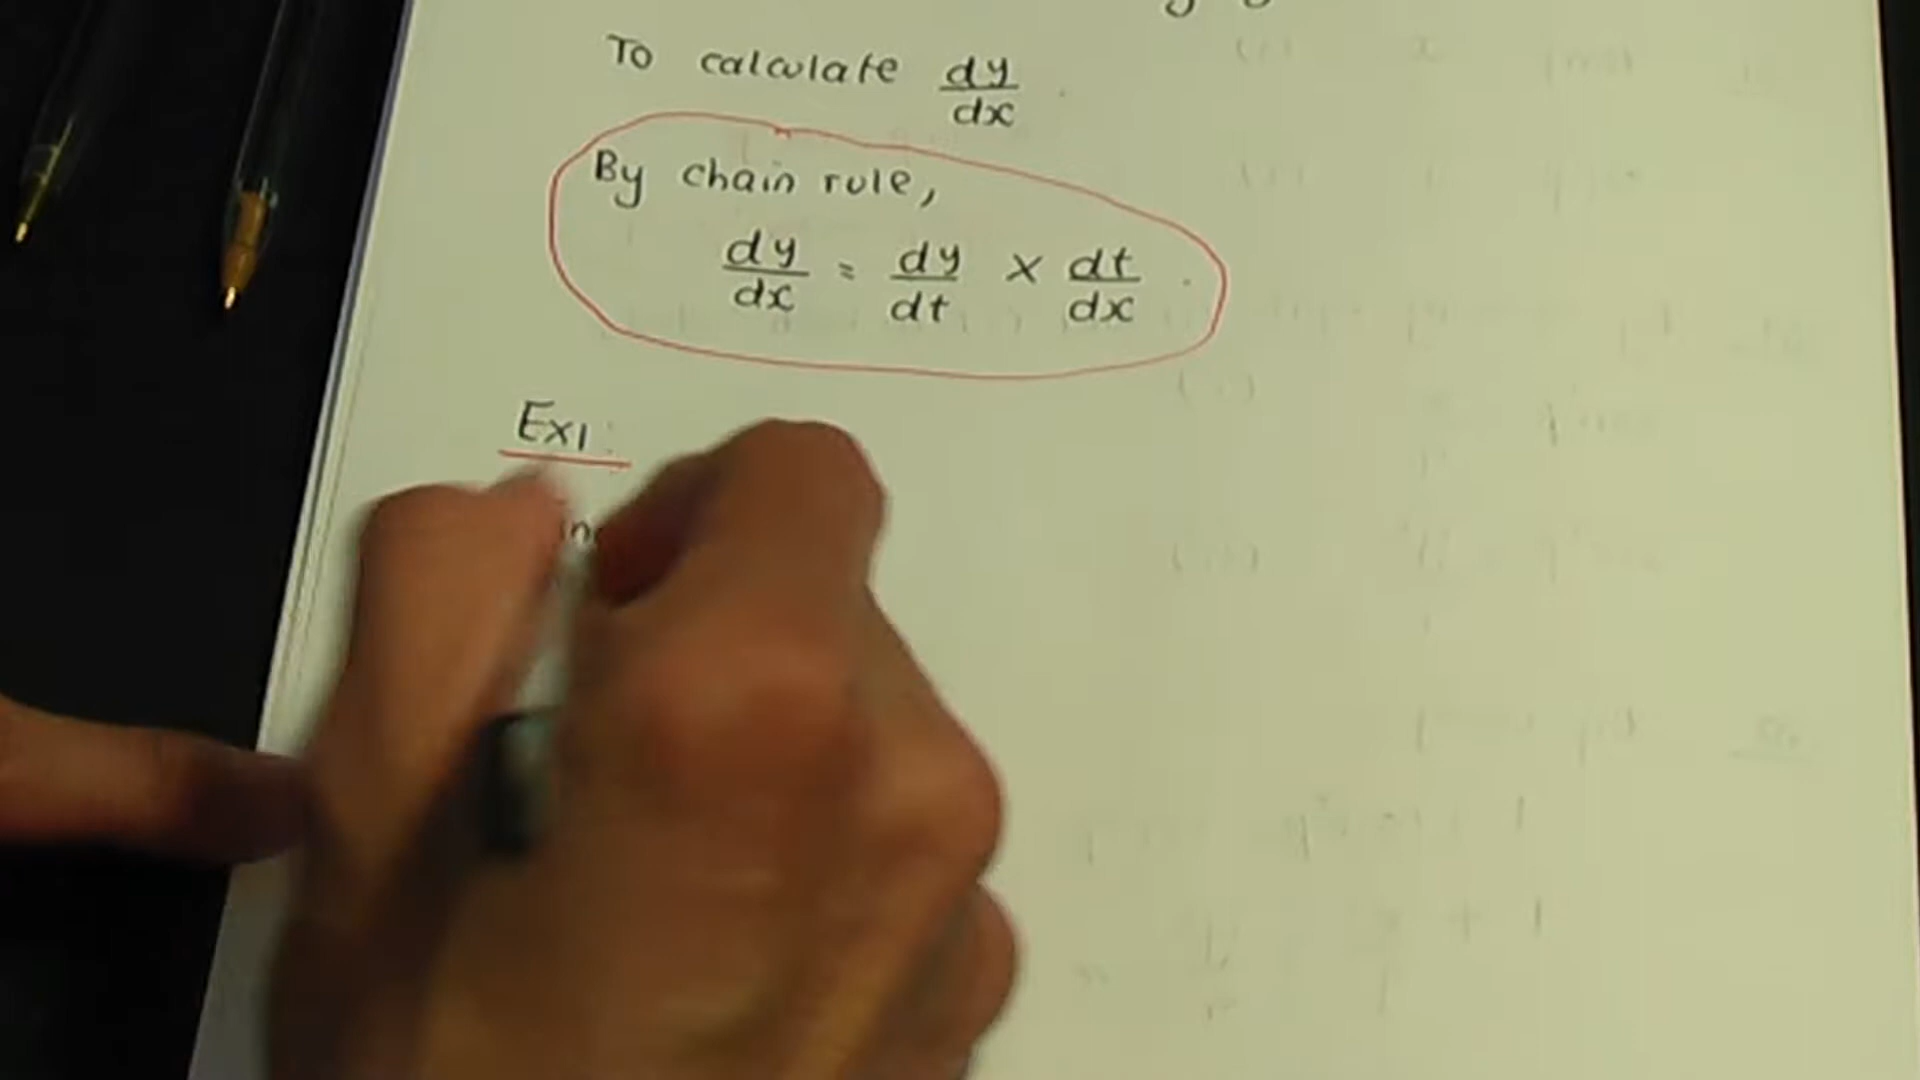 To calculate dy/dx.
By chain rule,
dy/dx = dy/dt × dt/dx.
Ex1: